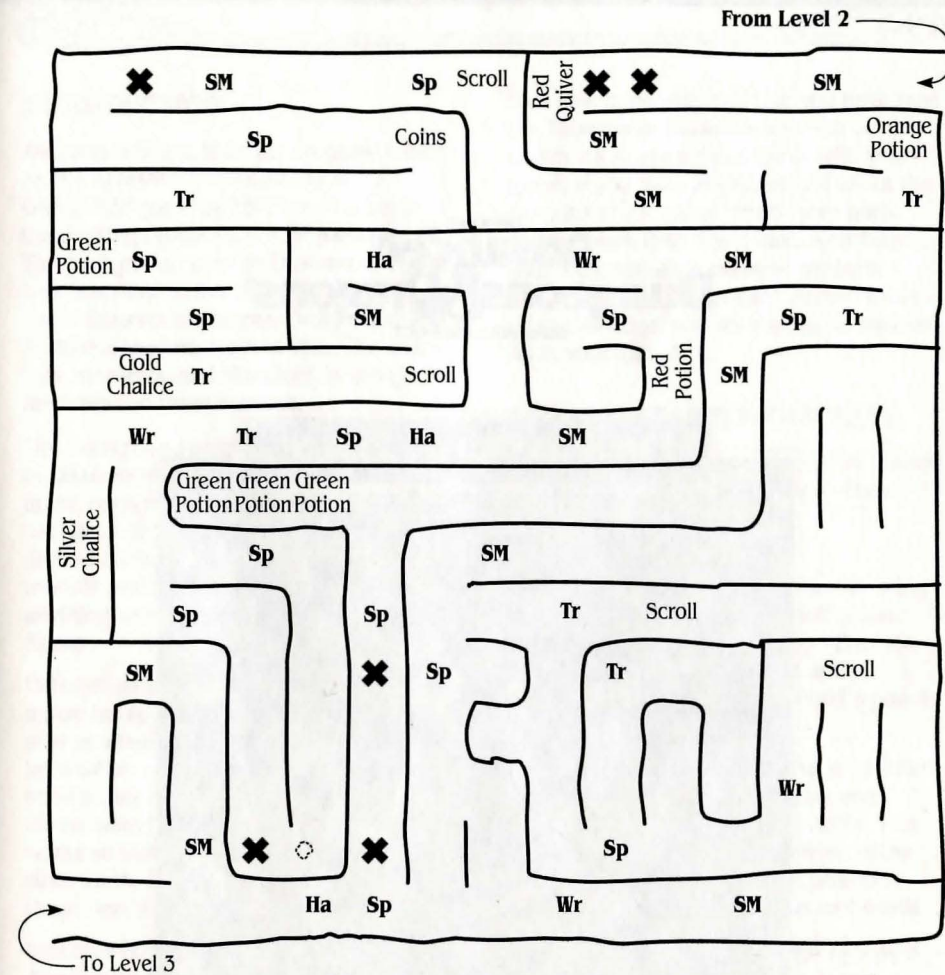 From Level 2
SM Sp Scroll Red Quiver SM
Sp Coins SM Orange Potion
Tr SM Tr
Green Potion Sp Ha Wr SM
Sp SM Sp Sp Tr
Gold Chalice Tr Scroll Red Potion SM
Wr Tr Sp Ha SM
Green Green Green
Potion Potion Potion
Silver Chalice
Sp SM
Sp Sp Tr Scroll
SM Sp Tr Scroll
Wr
SM Sp
Ha Sp Wr SM
To Level 3